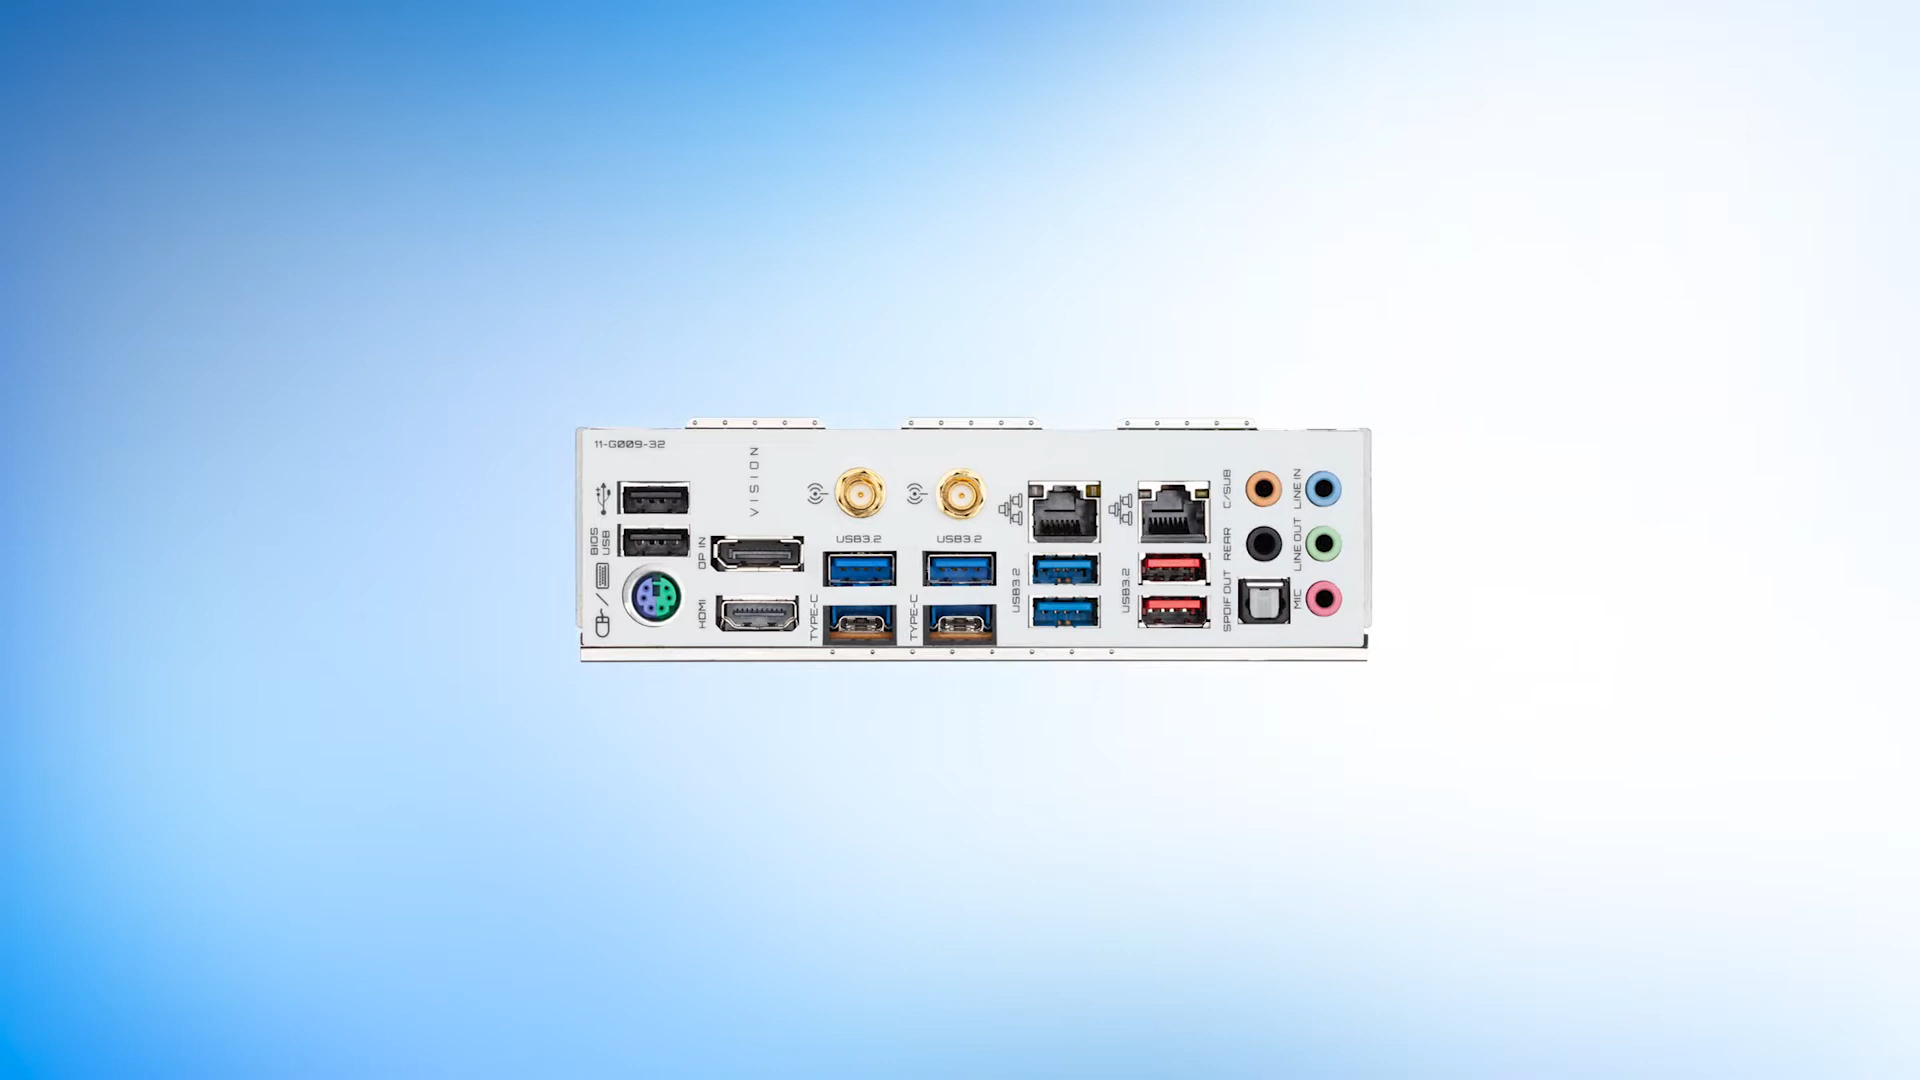 11-G009-32
VISION
BIOS
USB
DP IN
HDMI
USB3.2
USB3.2
TYPE-C
TYPE-C
USB3.2
USB3.2
C/SUB
REAR
SPDIF OUT
LINE IN
LINE OUT
MIC